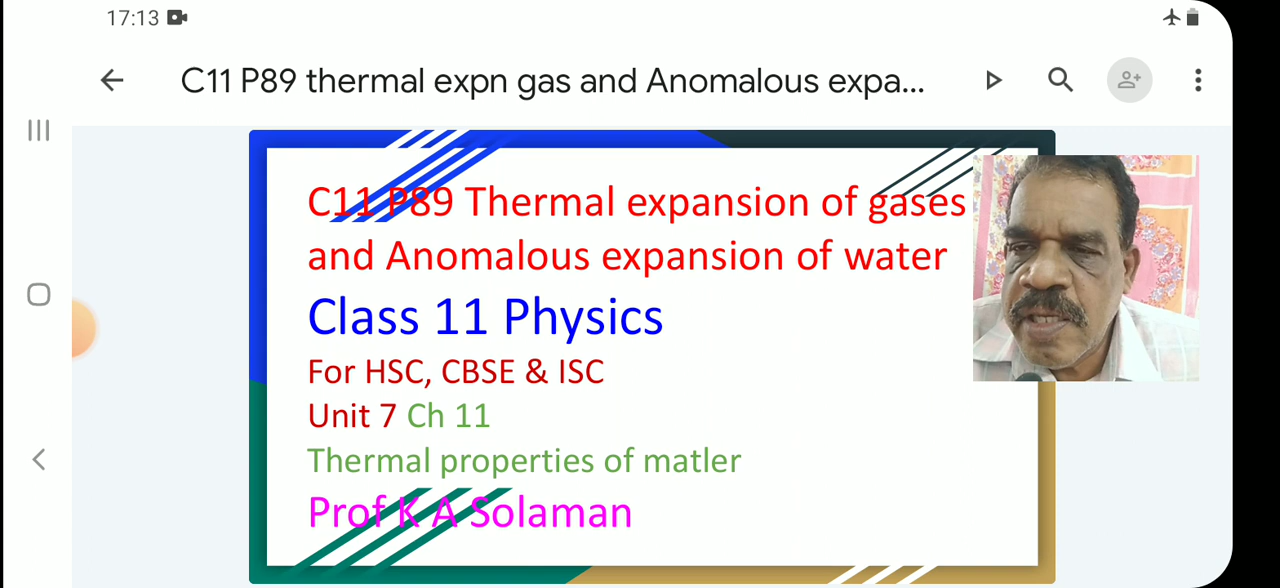 17:13
C11 P89 thermal expn gas and Anomalous expa...
C11 P89 Thermal expansion of gases
and Anomalous expansion of water
Class 11 Physics
For HSC, CBSE & ISC
Unit 7 Ch 11
Thermal properties of matler
Prof K A Solaman